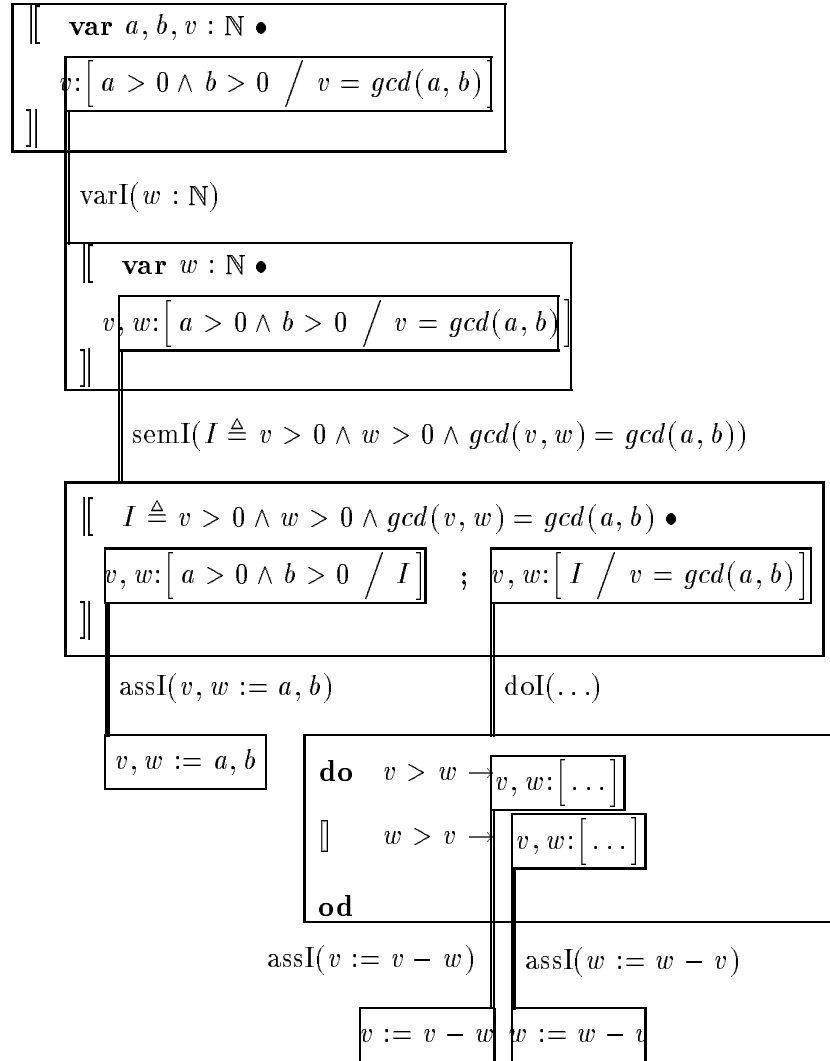 ⟦ var a, b, v : ℕ •
v:[ a > 0 ∧ b > 0 / v = gcd(a, b) ]
⟧
varI(w : ℕ)
⟦ var w : ℕ •
v, w:[ a > 0 ∧ b > 0 / v = gcd(a, b) ]
⟧
semI(I ≜ v > 0 ∧ w > 0 ∧ gcd(v, w) = gcd(a, b))
⟦ I ≜ v > 0 ∧ w > 0 ∧ gcd(v, w) = gcd(a, b) •
v, w:[ a > 0 ∧ b > 0 / I ] ; v, w:[ I / v = gcd(a, b) ]
⟧
assI(v, w := a, b) doI(...)
v, w := a, b
do v > w → v, w:[ ... ]
▯ w > v → v, w:[ ... ]
od
assI(v := v − w) assI(w := w − v)
v := v − w w := w − v